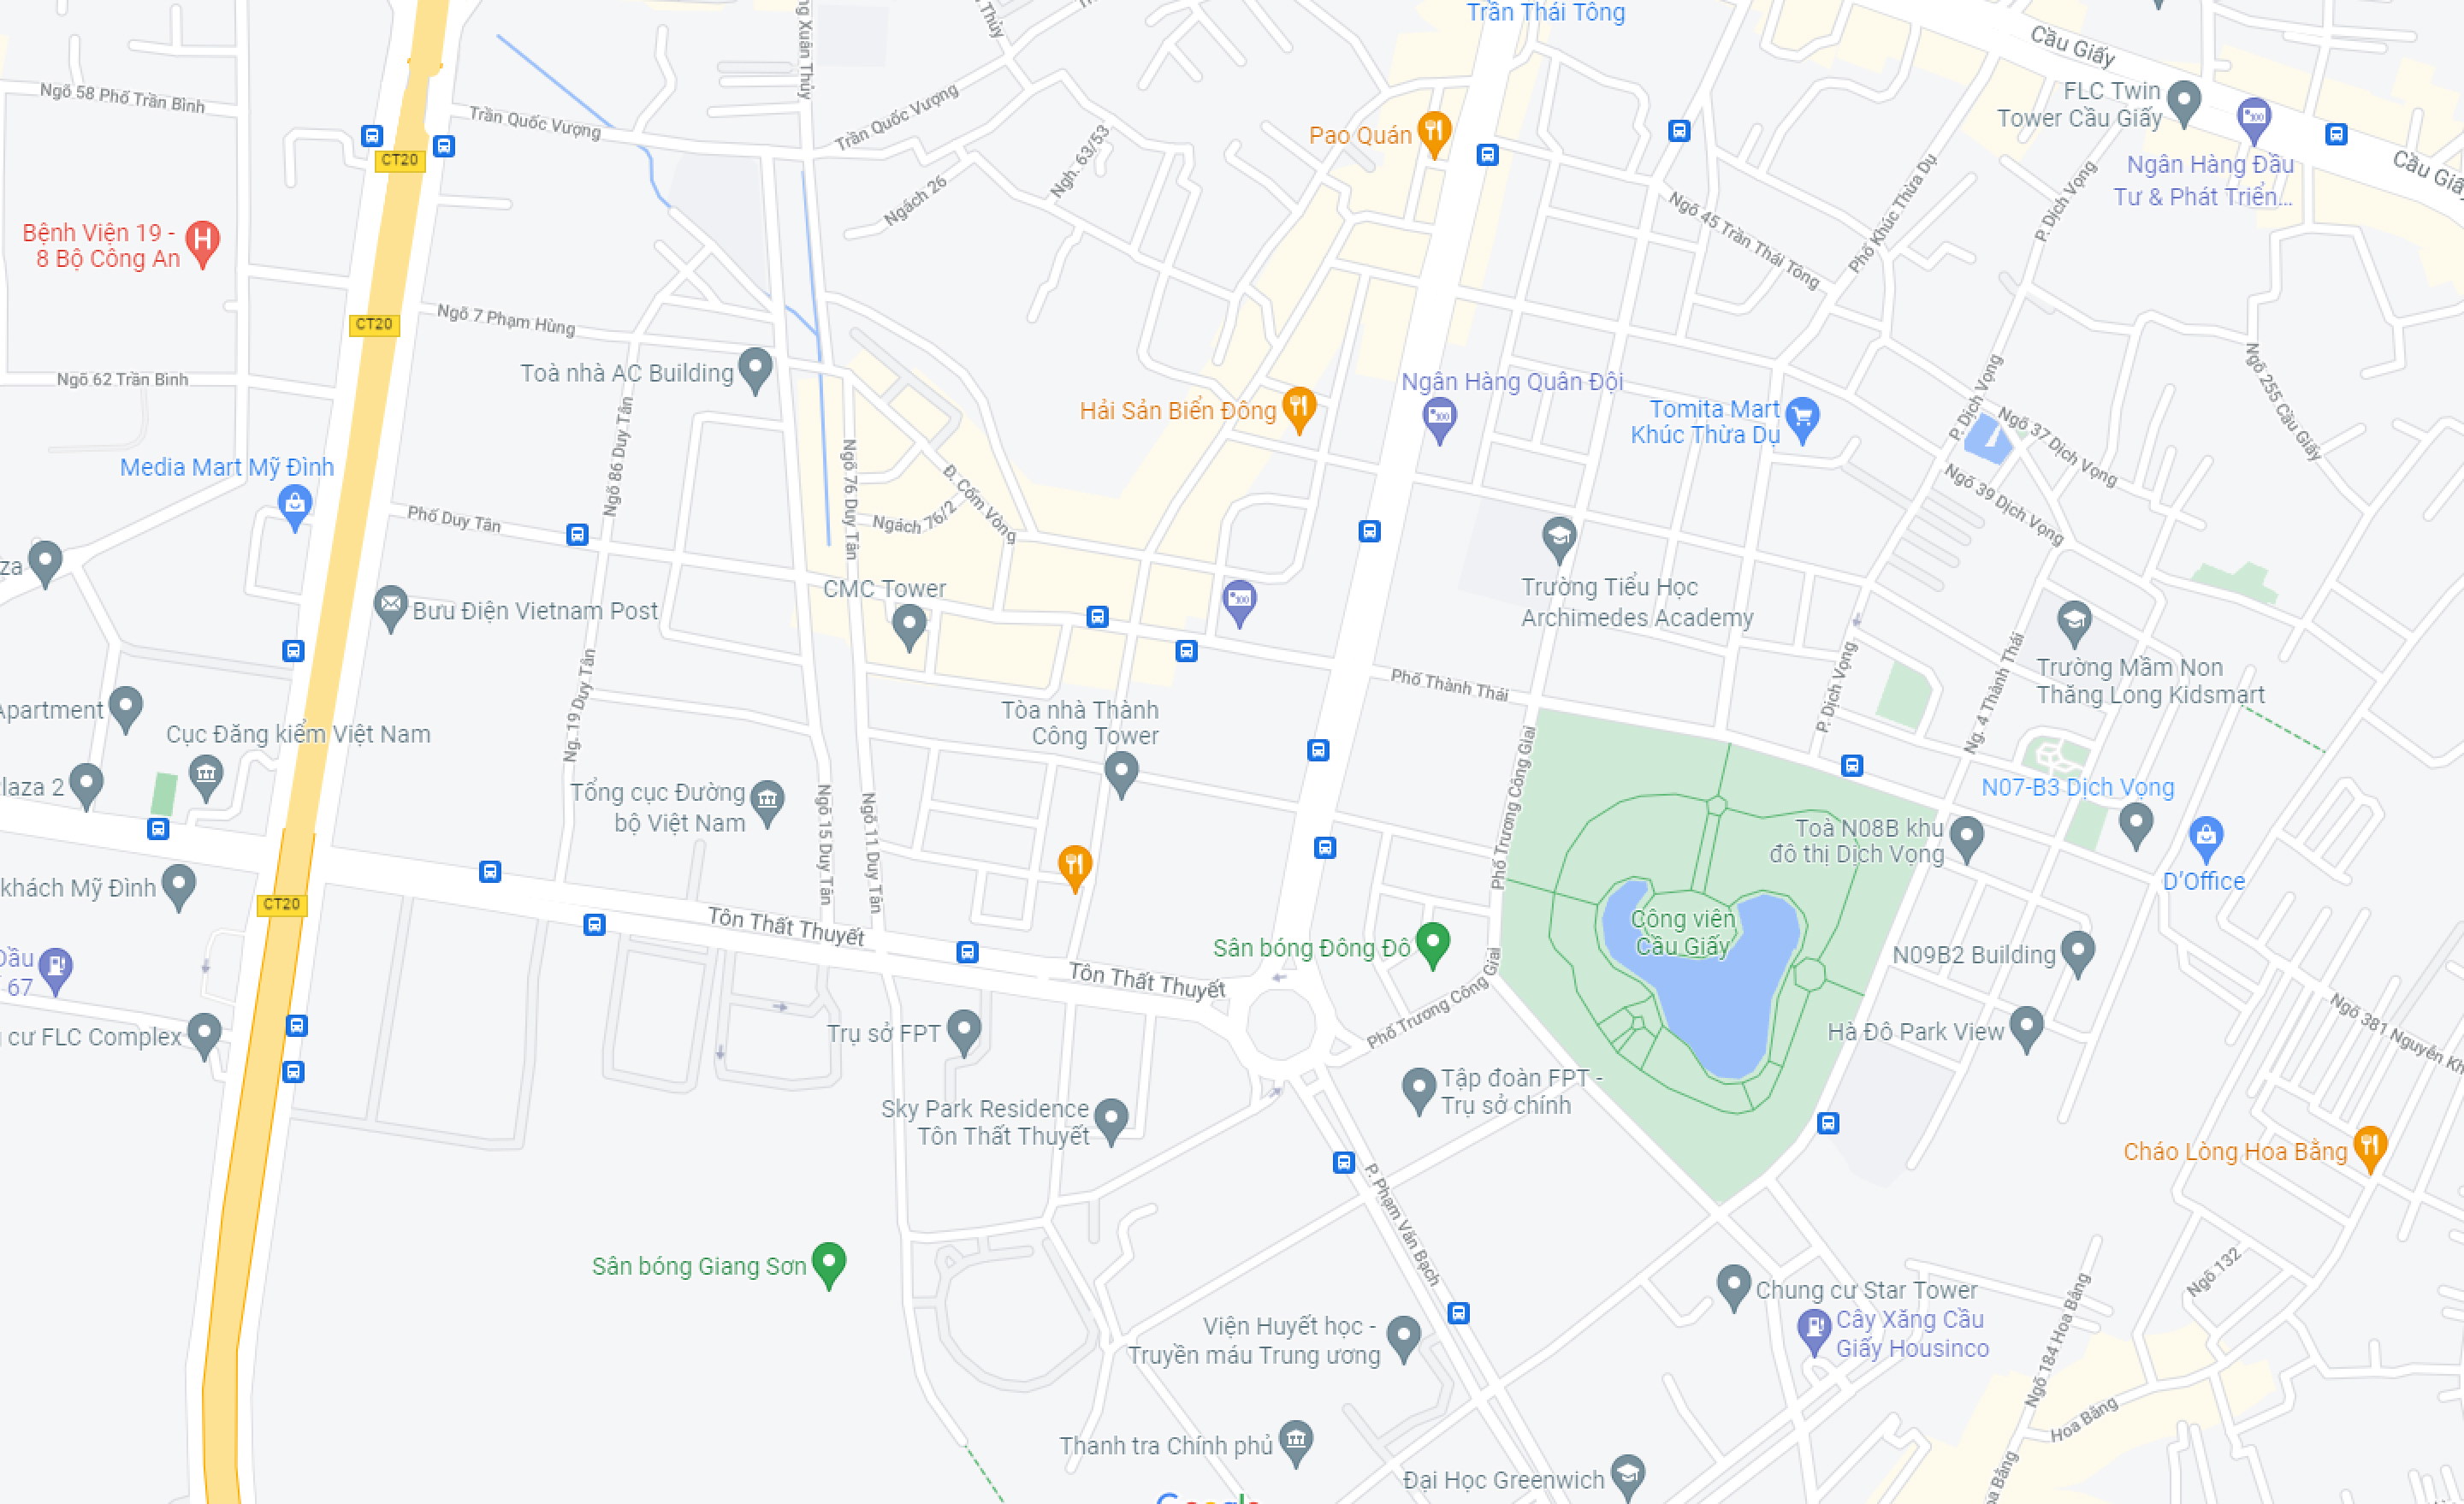 Trần Thái Tông
Cầu Giấy
Ngõ 58 Phố Trần Bình
Trần Quốc Vượng
Trần Quốc Vượng
FLC Twin
Tower Cầu Giấy
Pao Quán
CT20
Ngh. 63/53
Ngách 26
Ngân Hàng Đầu
Tư & Phát Triển...
Phố Khúc Thừa Dụ
P. Dịch Vọng
Ngõ 45 Trần Thái Tông
Bệnh Viện 19 -
8 Bộ Công An
CT20
Ngõ 7 Phạm Hùng
Toà nhà AC Building
Ngõ 62 Trần Bình
Hải Sản Biển Đông
Ngân Hàng Quân Đội
Tomita Mart
Khúc Thừa Dụ
P. Dịch Vọng
Ngõ 37 Dịch Vọng
Ngõ 255 Cầu Giấy
Ngõ 39 Dịch Vọng
Media Mart Mỹ Đình
Ngõ 86 Duy Tân
Ngõ 76 Duy Tân
Đ. Cốm Vòng
Ngách 76/2
Phố Duy Tân
CMC Tower
Bưu Điện Vietnam Post
Trường Tiểu Học
Archimedes Academy
Trường Mầm Non
Thăng Long Kidsmart
Phố Thành Thái
P. Dịch Vọng
Ng. 4 Thành Thái
Ng. 19 Duy Tân
Apartment
Cục Đăng kiểm Việt Nam
Tòa nhà Thành
Công Tower
Phố Trương Công Giai
N07-B3 Dịch Vọng
Tổng cục Đường
bộ Việt Nam
Ngõ 15 Duy Tân
Ngõ 11 Duy Tân
Toà N08B khu
đô thị Dịch Vọng
D'Office
khách Mỹ Đình
CT20
Tôn Thất Thuyết
Công viên
Cầu Giấy
Sân bóng Đông Đô
N09B2 Building
67
Tôn Thất Thuyết
Phố Trương Công Giai
Trụ sở FPT
cư FLC Complex
Hà Đô Park View
Tập đoàn FPT -
Trụ sở chính
Sky Park Residence
Tôn Thất Thuyết
Cháo Lòng Hoa Bằng
P. Phạm Văn Bạch
Sân bóng Giang Sơn
Chung cư Star Tower
Cây Xăng Cầu
Giấy Housinco
Ngõ 132
Ngõ 184 Hoa Bằng
Viện Huyết học -
Truyền máu Trung ương
Hoa Bằng
Thanh tra Chính phủ
Đại Học Greenwich